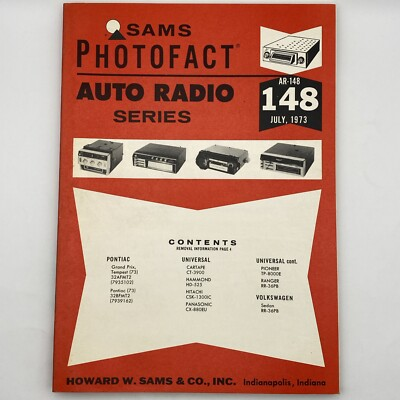 SAMS
PHOTOFACT®
AUTO RADIO
SERIES
AR-148
148
JULY, 1973
CONTENTS
REMOVAL INFORMATION PAGE 4
PONTIAC
Grand Prix,
Tempest (73)
32AFMT2
(7935102)
Pontiac (73)
32BFMT2
(7939162)
UNIVERSAL
CARTAPE
CT-3900
HAMMOND
HD-523
HITACHI
CSK-1300IC
PANASONIC
CX-880EU
UNIVERSAL cont.
PIONEER
TP-8000E
RANGER
RR-36PB
VOLKSWAGEN
Sedan
RR-36PB
HOWARD W. SAMS & CO., INC. Indianapolis, Indiana